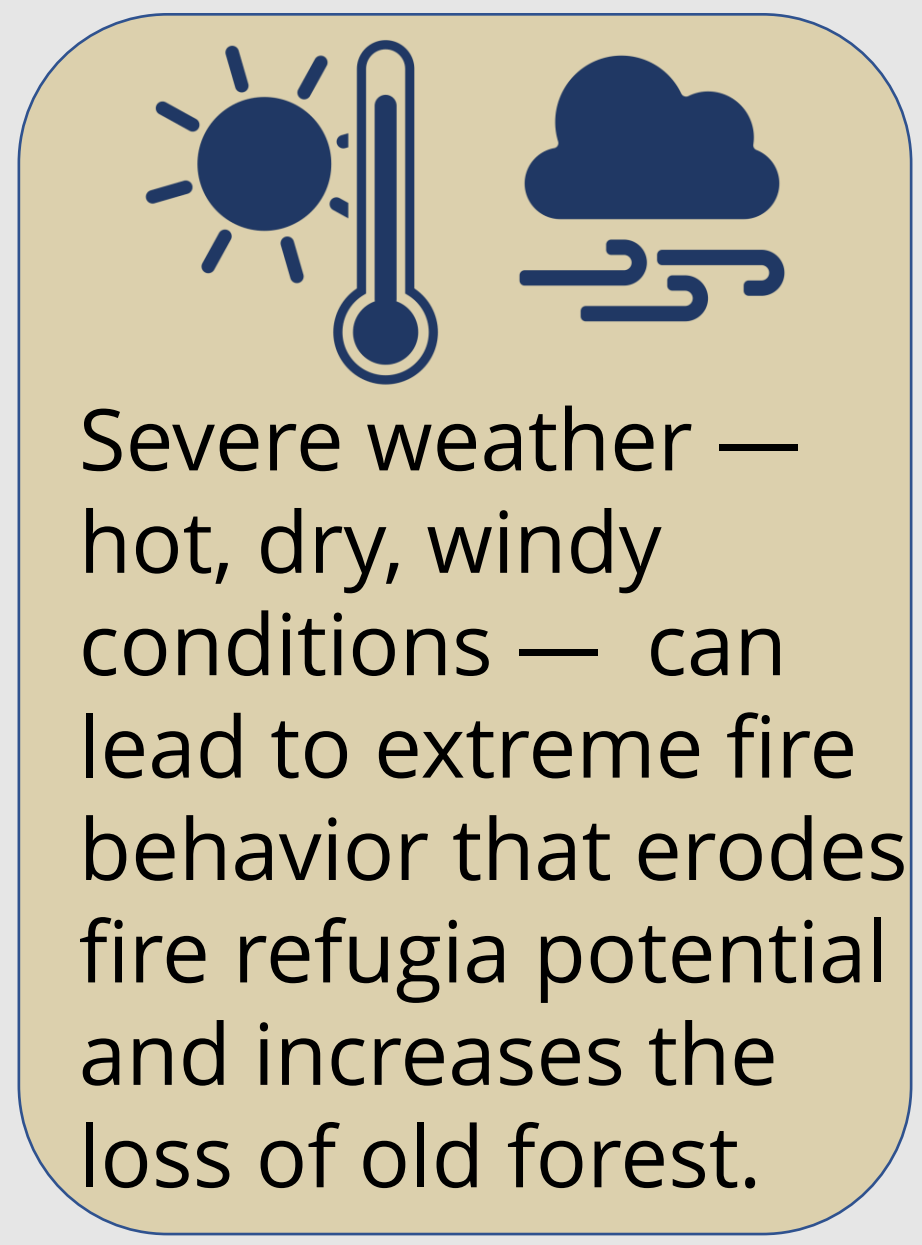 Severe weather —
hot, dry, windy
conditions —  can
lead to extreme fire
behavior that erodes
fire refugia potential
and increases the
loss of old forest.